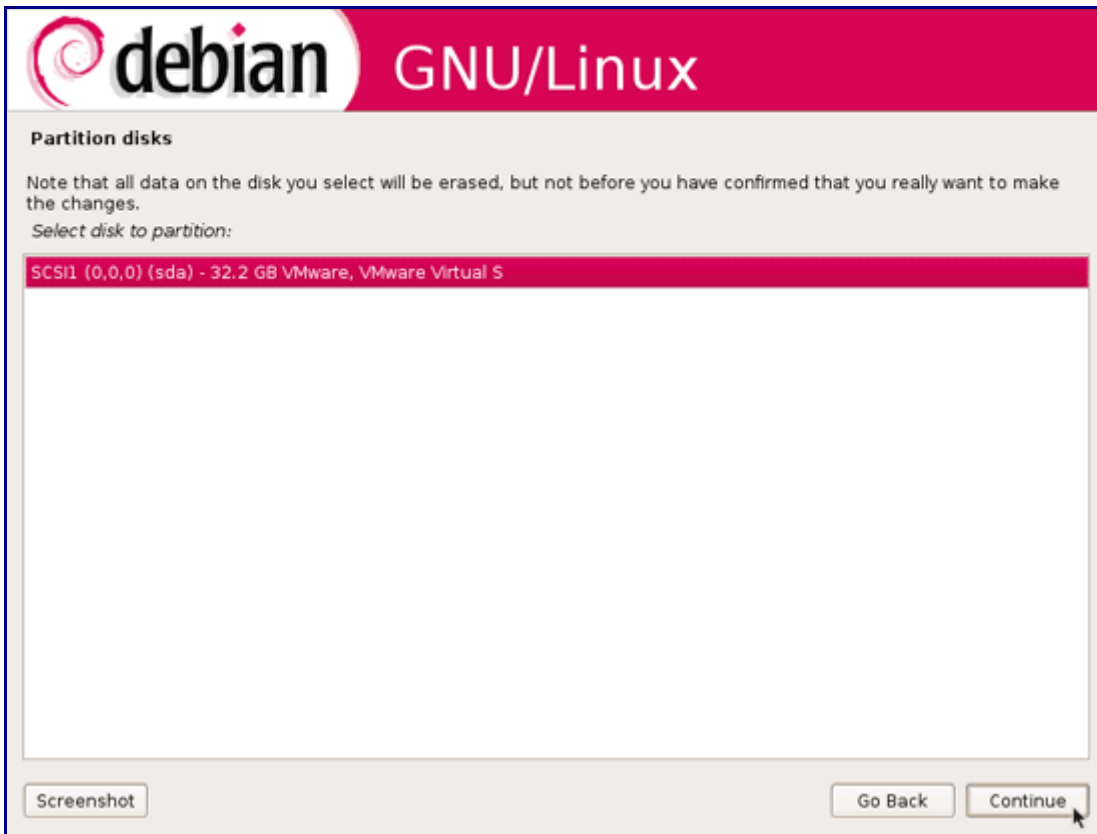 debian GNU/Linux
Partition disks
Note that all data on the disk you select will be erased, but not before you have confirmed that you really want to make
the changes.
Select disk to partition:
SCSI1 (0,0,0) (sda) - 32.2 GB VMware, VMware Virtual S
Screenshot Go Back Continue